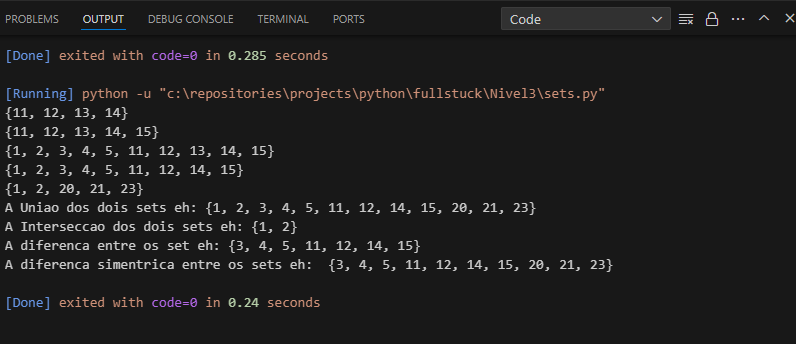 PROBLEMS OUTPUT DEBUG CONSOLE TERMINAL PORTS Code
[Done] exited with code=0 in 0.285 seconds
[Running] python -u "c:\repositories\projects\python\fullstuck\Nivel3\sets.py"
{11, 12, 13, 14}
{11, 12, 13, 14, 15}
{1, 2, 3, 4, 5, 11, 12, 13, 14, 15}
{1, 2, 3, 4, 5, 11, 12, 14, 15}
{1, 2, 20, 21, 23}
A Uniao dos dois sets eh: {1, 2, 3, 4, 5, 11, 12, 14, 15, 20, 21, 23}
A Interseccao dos dois sets eh: {1, 2}
A diferenca entre os set eh: {3, 4, 5, 11, 12, 14, 15}
A diferenca simentrica entre os sets eh:  {3, 4, 5, 11, 12, 14, 15, 20, 21, 23}
[Done] exited with code=0 in 0.24 seconds